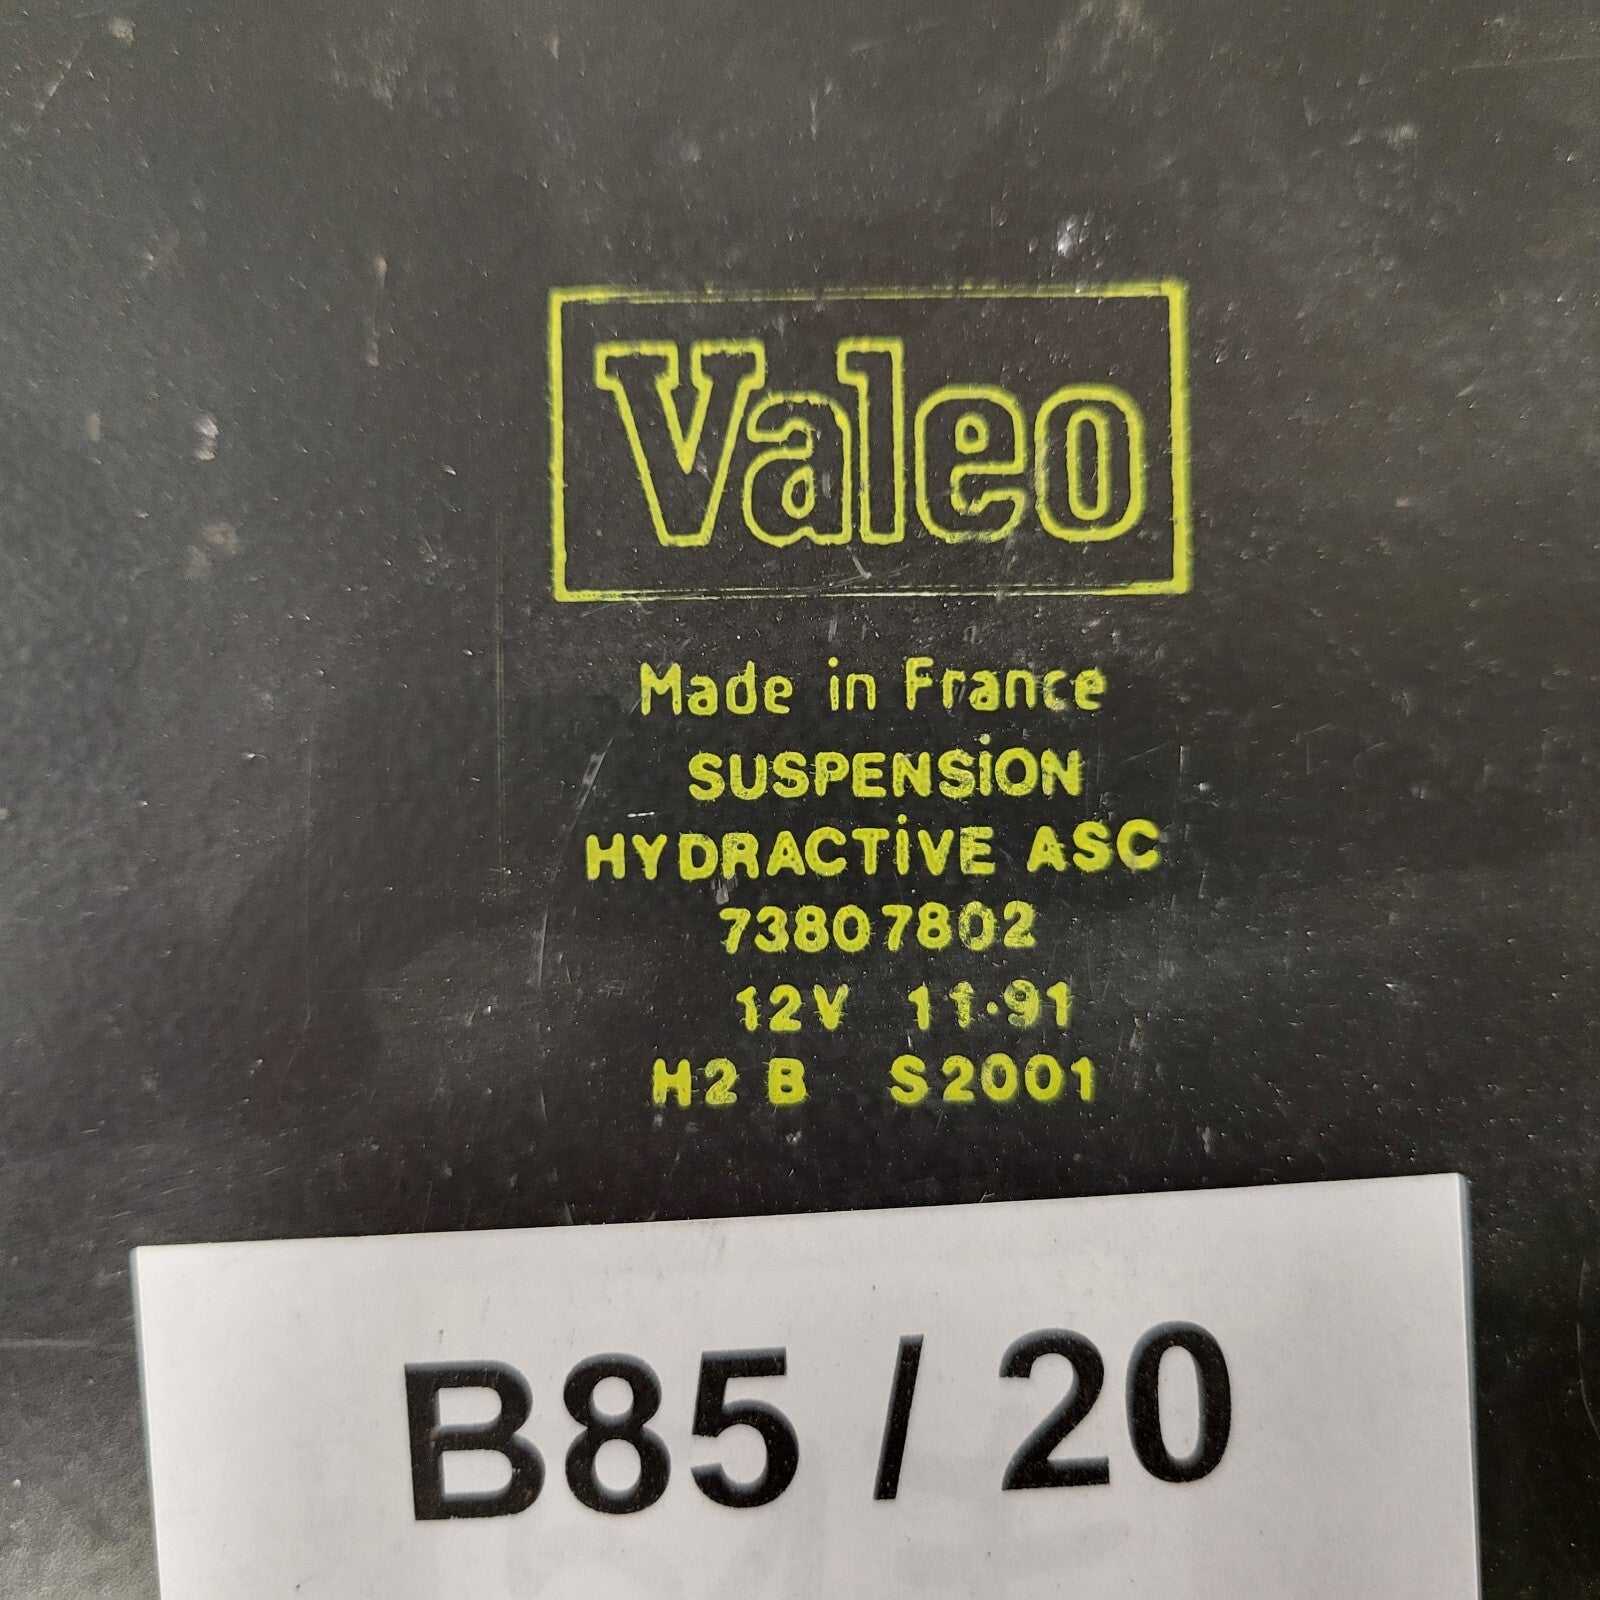 Valeo
Made in France
SUSPENSiON
HYDRACTiVE ASC
73807802
12V 11·91
H2 B S2001
B85 / 20